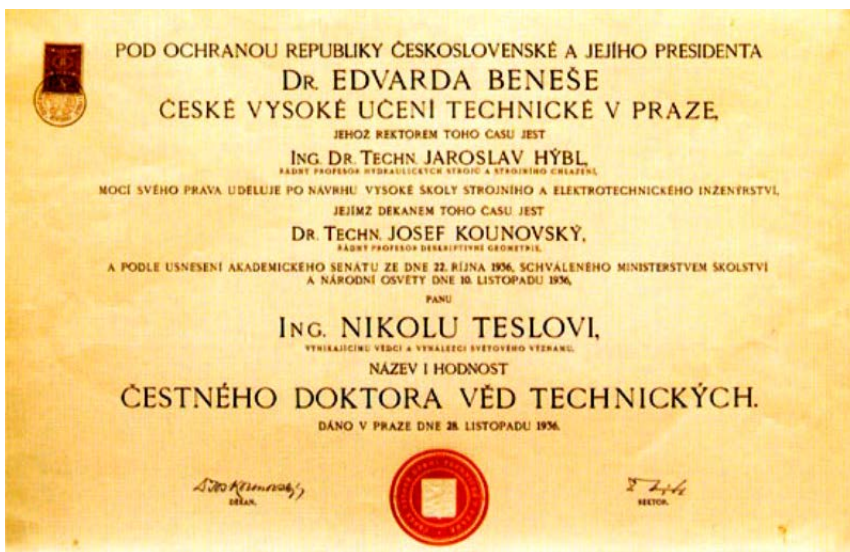 POD OCHRANOU REPUBLIKY ČESKOSLOVENSKÉ A JEJÍHO PRESIDENTA
DR. EDVARDA BENEŠE
ČESKÉ VYSOKÉ UČENÍ TECHNICKÉ V PRAZE,
JEHOŽ REKTOREM TOHO ČASU JEST
ING. DR. TECHN. JAROSLAV HÝBL,
ŘÁDNÝ PROFESOR HYDRAULICKÝCH STROJŮ A STROJNÍHO CHLAZENÍ,
MOCÍ SVÉHO PRAVA UDĚLUJE PO NÁVRHU VYSOKÉ ŠKOLY STROJNÍHO A ELEKTROTECHNICKÉHO INŽENÝRSTVÍ,
JEJÍMŽ DĚKANEM TOHO ČASU JEST
DR. TECHN. JOSEF KOUNOVSKÝ,
ŘÁDNÝ PROFESOR DESKRIPTIVNÍ GEOMETRIE,
A PODLE USNESENÍ AKADEMICKÉHO SENÁTU ZE DNE 22. ŘÍJNA 1936, SCHVÁLENÉHO MINISTERSTVEM ŠKOLSTVÍ
A NÁRODNÍ OSVĚTY DNE 10. LISTOPADU 1936,
PANU
ING. NIKOLU TESLOVI,
VYNIKAJÍCÍMU VĚDCI A VYNÁLEZCI SVĚTOVÉHO VÝZNAMU,
NÁZEV I HODNOST
ČESTNÉHO DOKTORA VĚD TECHNICKÝCH.
DÁNO V PRAZE DNE 28. LISTOPADU 1936.
DĚKAN.
REKTOR.